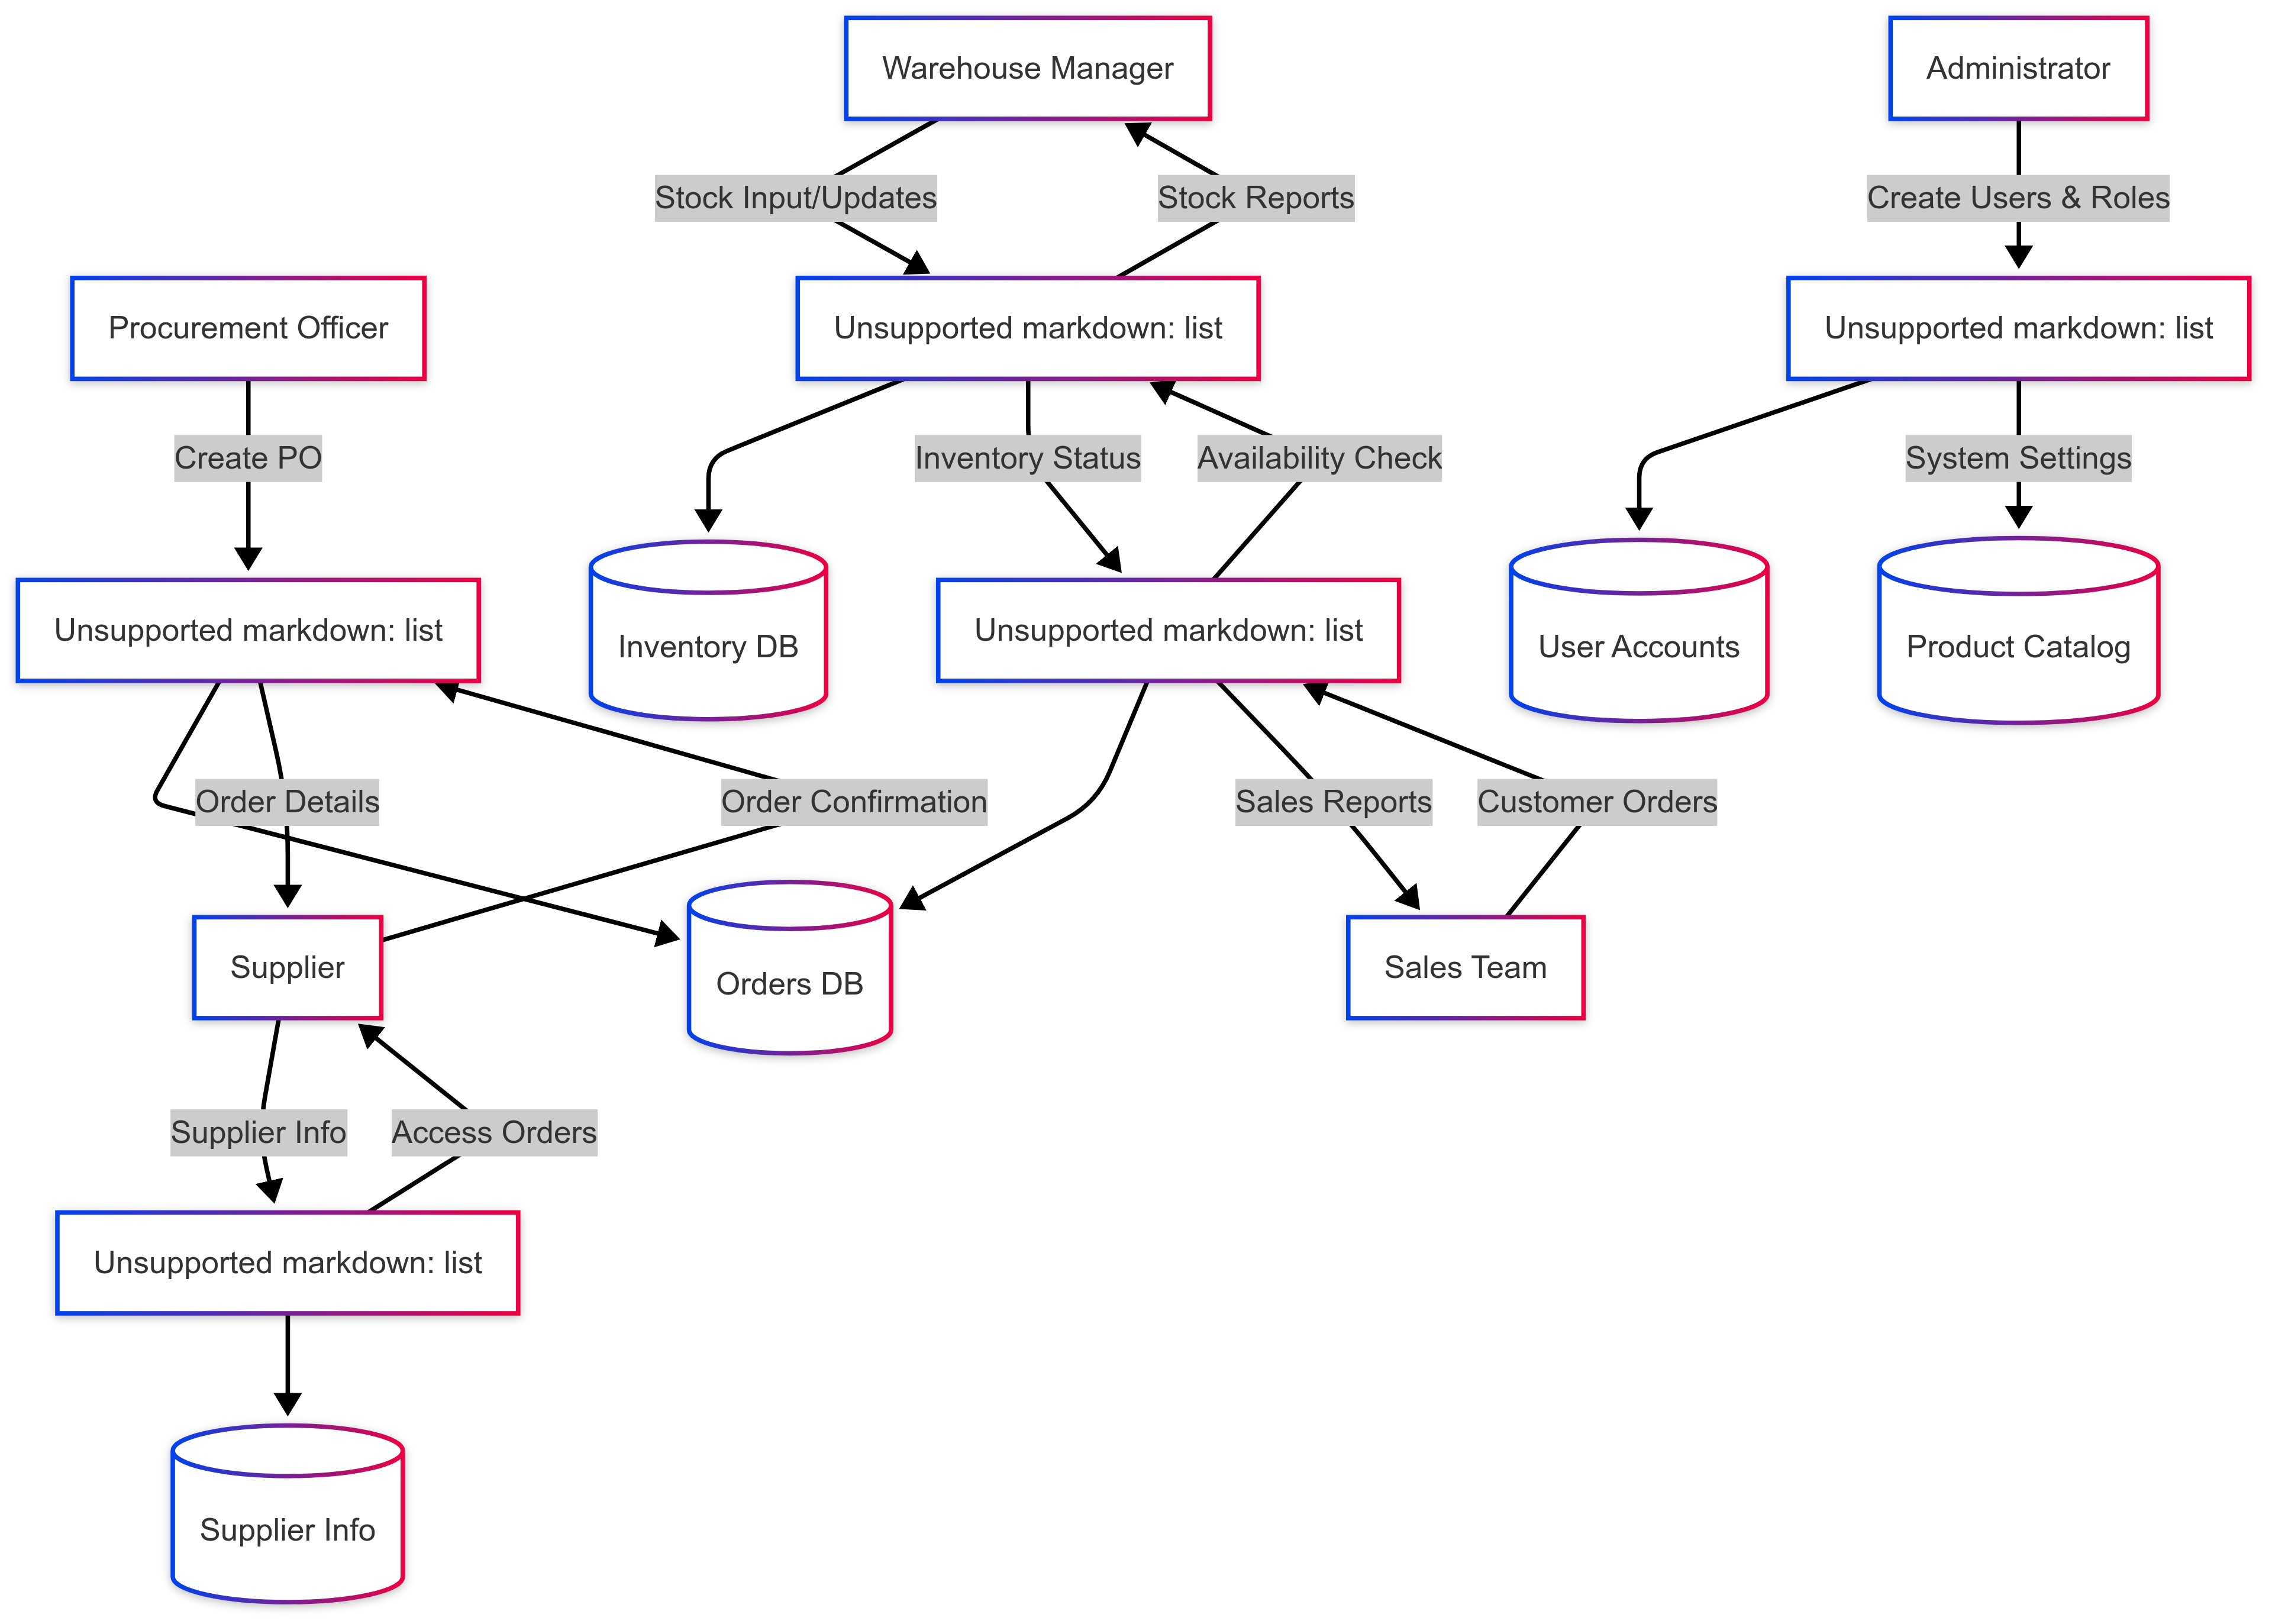 Warehouse Manager
Administrator
Stock Input/Updates
Stock Reports
Create Users & Roles
Procurement Officer
Unsupported markdown: list
Unsupported markdown: list
Create PO
Inventory Status
Availability Check
System Settings
Unsupported markdown: list
Inventory DB
Unsupported markdown: list
User Accounts
Product Catalog
Order Details
Order Confirmation
Sales Reports
Customer Orders
Supplier
Orders DB
Sales Team
Supplier Info
Access Orders
Unsupported markdown: list
Supplier Info